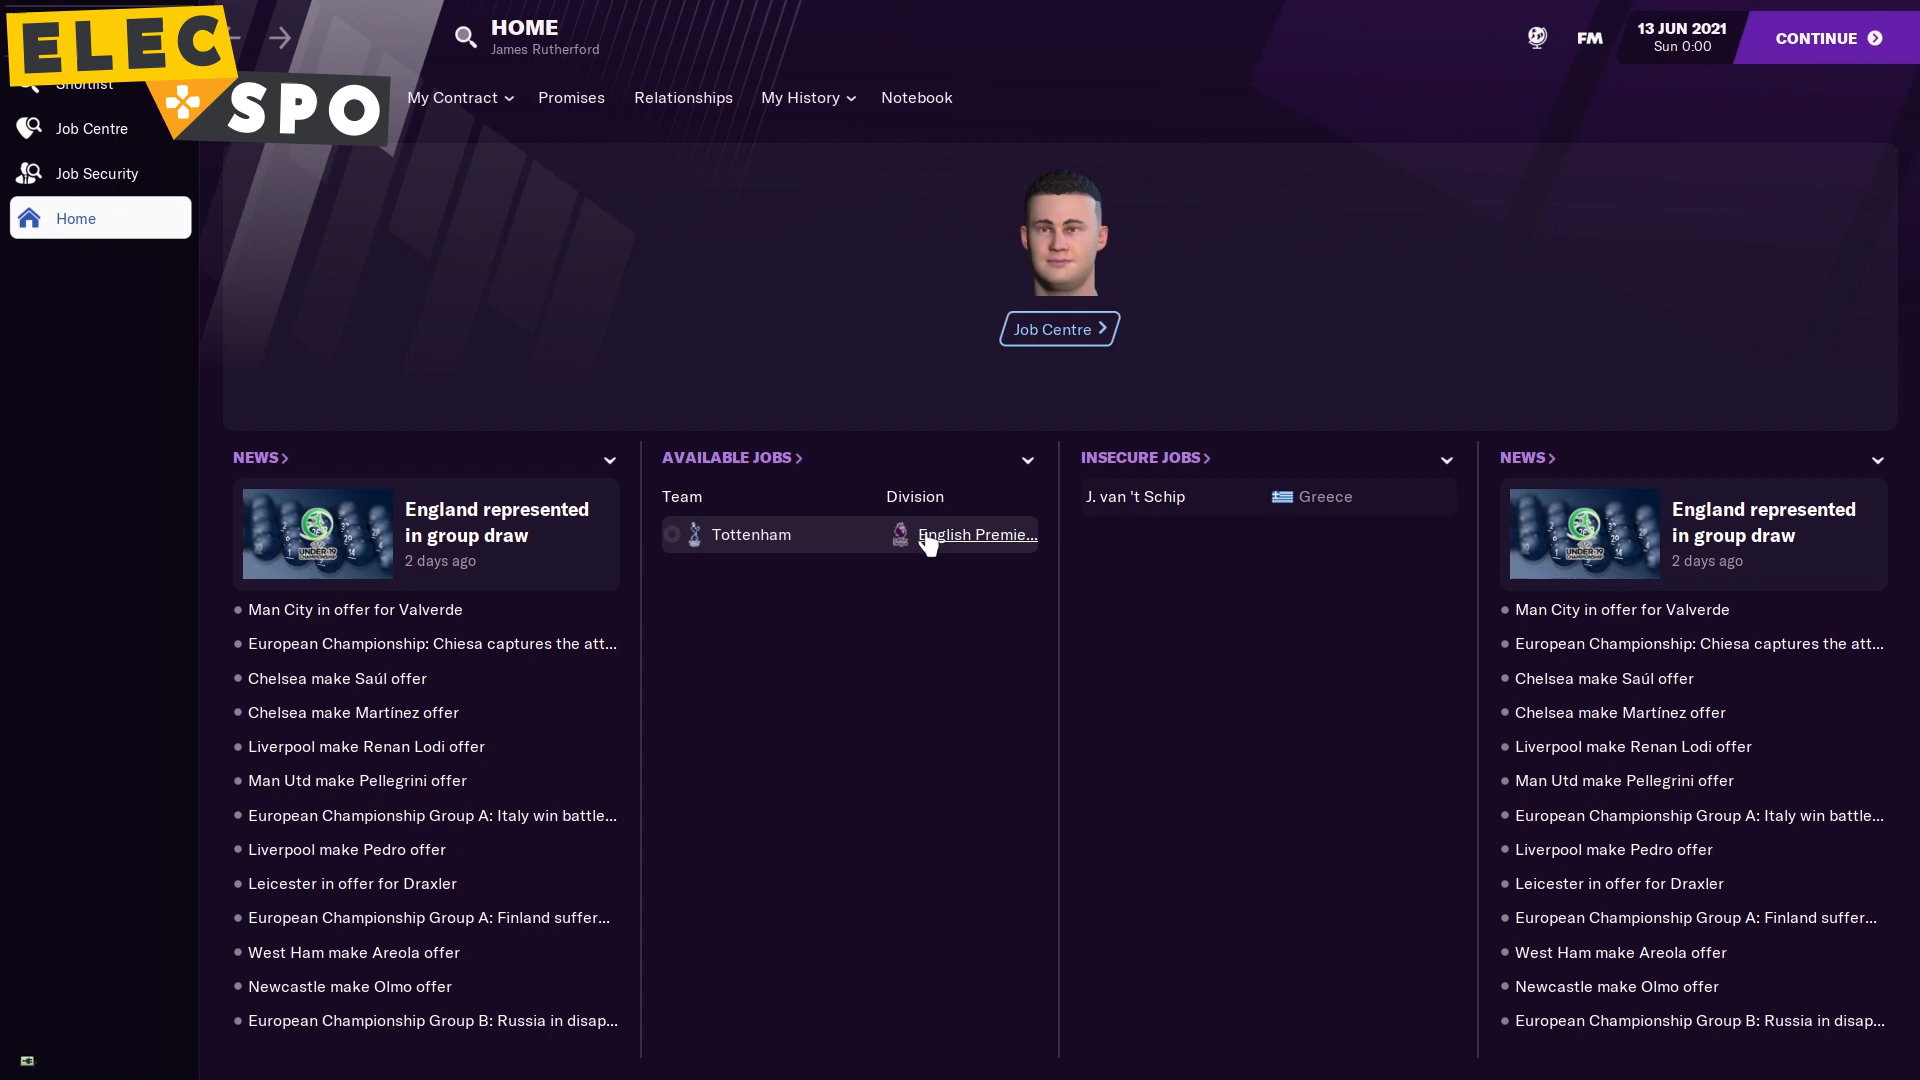 ELEC
SPO
HOME
James Rutherford
FM
13 JUN 2021
Sun 0:00
CONTINUE
Shortlist
Job Centre
Job Security
Home
My Contract
Promises
Relationships
My History
Notebook
Job Centre
NEWS
England represented
in group draw
2 days ago
Man City in offer for Valverde
European Championship: Chiesa captures the att...
Chelsea make Saúl offer
Chelsea make Martínez offer
Liverpool make Renan Lodi offer
Man Utd make Pellegrini offer
European Championship Group A: Italy win battle...
Liverpool make Pedro offer
Leicester in offer for Draxler
European Championship Group A: Finland suffer...
West Ham make Areola offer
Newcastle make Olmo offer
European Championship Group B: Russia in disap...
AVAILABLE JOBS
Team Division
Tottenham English Premie...
INSECURE JOBS
J. van 't Schip Greece
NEWS
England represented
in group draw
2 days ago
Man City in offer for Valverde
European Championship: Chiesa captures the att...
Chelsea make Saúl offer
Chelsea make Martínez offer
Liverpool make Renan Lodi offer
Man Utd make Pellegrini offer
European Championship Group A: Italy win battle...
Liverpool make Pedro offer
Leicester in offer for Draxler
European Championship Group A: Finland suffer...
West Ham make Areola offer
Newcastle make Olmo offer
European Championship Group B: Russia in disap...